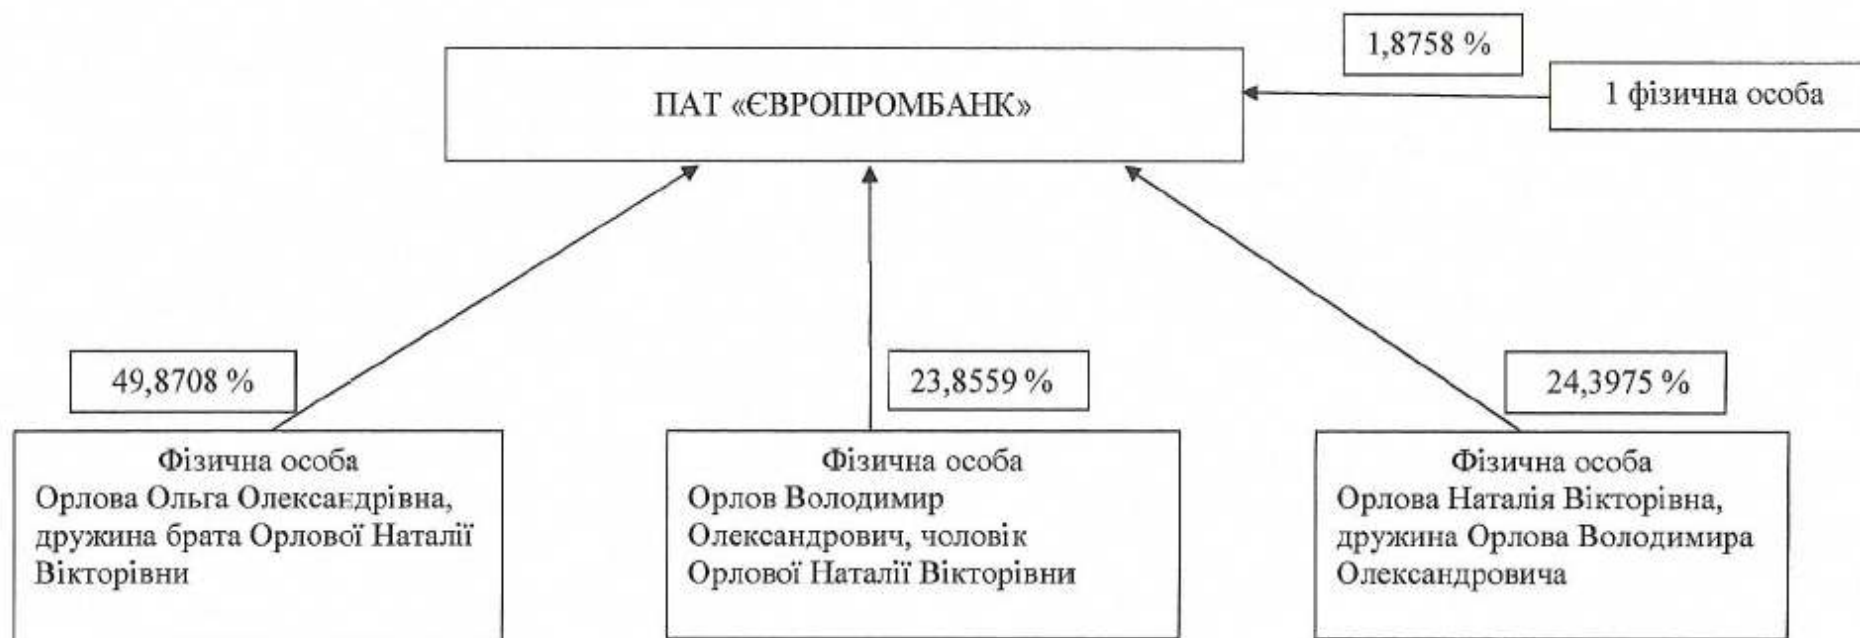 1,8758 %
ПАТ «ЄВРОПРОМБАНК»
1 фізична особа
49,8708 %
23,8559 %
24,3975 %
Фізична особа
Орлова Ольга Олександрівна,
дружина брата Орлової Наталії
Вікторівни
Фізична особа
Орлов Володимир
Олександрович, чоловік
Орлової Наталії Вікторівни
Фізична особа
Орлова Наталія Вікторівна,
дружина Орлова Володимира
Олександровича